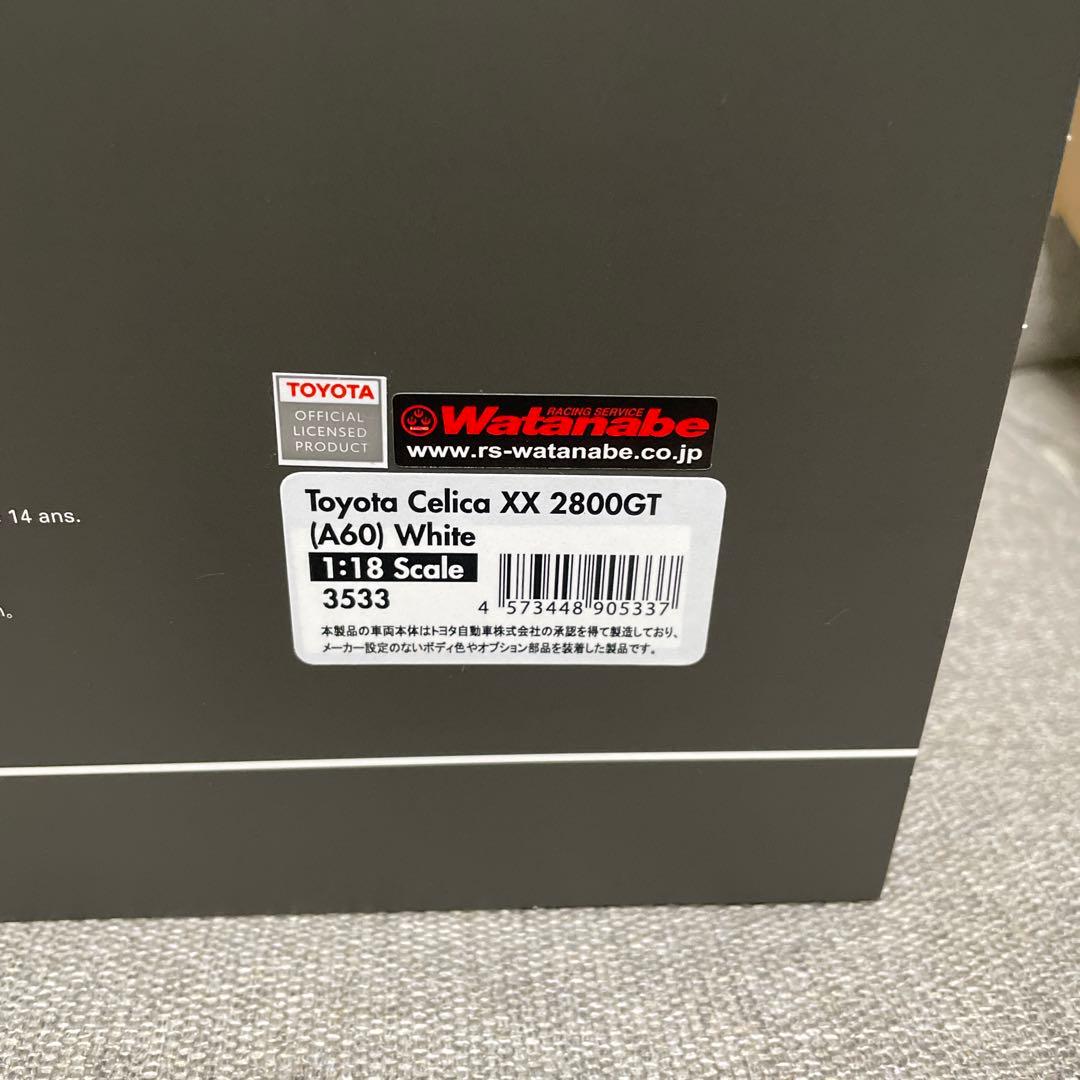 TOYOTA
OFFICIAL
LICENSED
PRODUCT
RACING SERVICE
Watanabe
www.rs-watanabe.co.jp
Toyota Celica XX 2800GT
(A60) White
1:18 Scale
3533
4 573448 905337
本製品の車両本体はトヨタ自動車株式会社の承認を得て製造しており、
メーカー設定のないボディ色やオプション部品を装着した製品です。
14 ans.